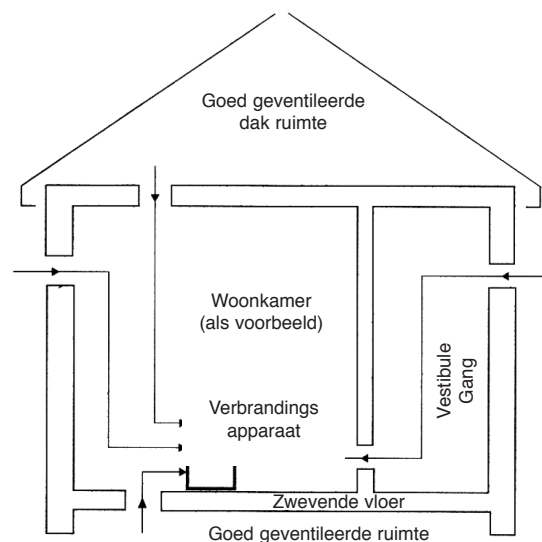 Goed geventileerde
dak ruimte
Woonkamer
(als voorbeeld)
Vestibule
Gang
Verbrandings
apparaat
Zwevende vloer
Goed geventileerde ruimte